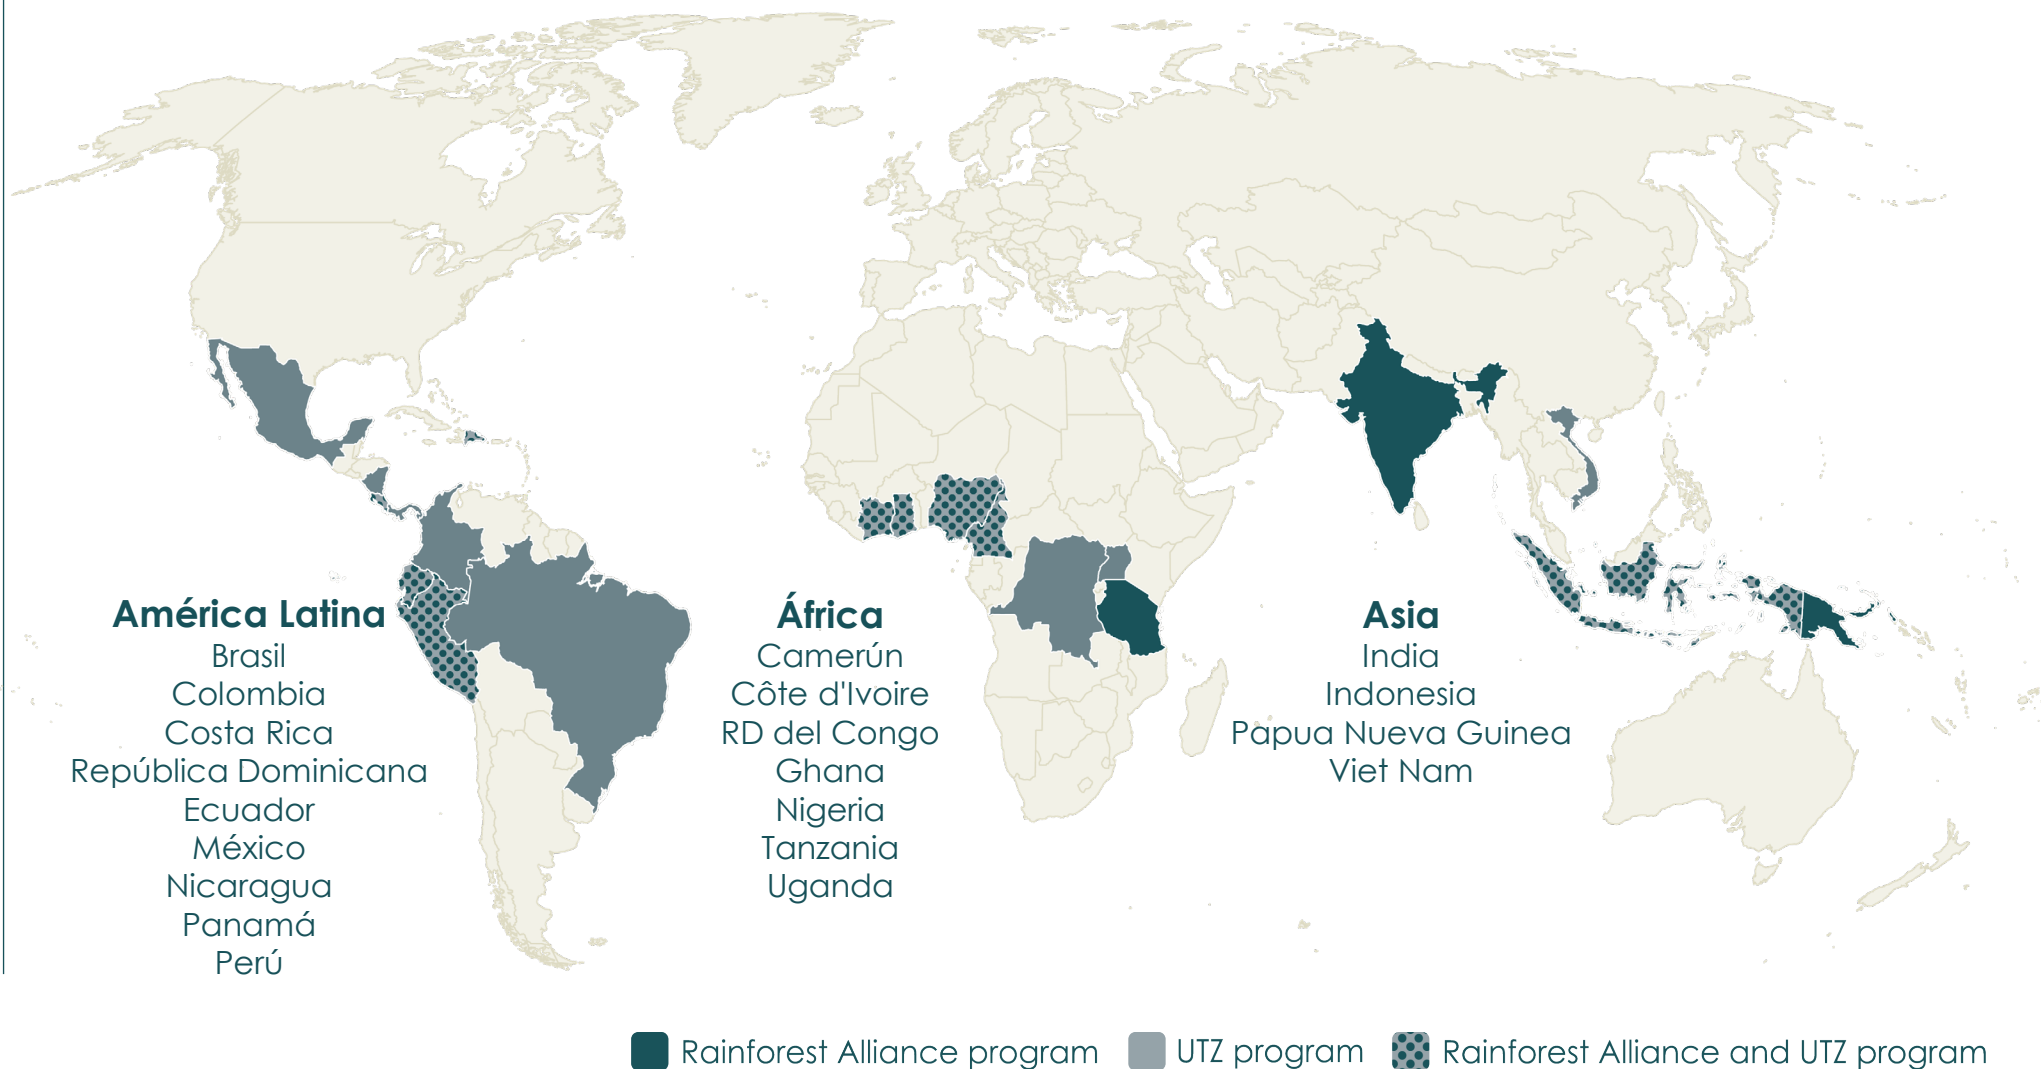 América Latina
Brasil
Colombia
Costa Rica
República Dominicana
Ecuador
México
Nicaragua
Panamá
Perú
África
Camerún
Côte d'Ivoire
RD del Congo
Ghana
Nigeria
Tanzania
Uganda
Asia
India
Indonesia
Papua Nueva Guinea
Viet Nam
Rainforest Alliance program
UTZ program
Rainforest Alliance and UTZ program